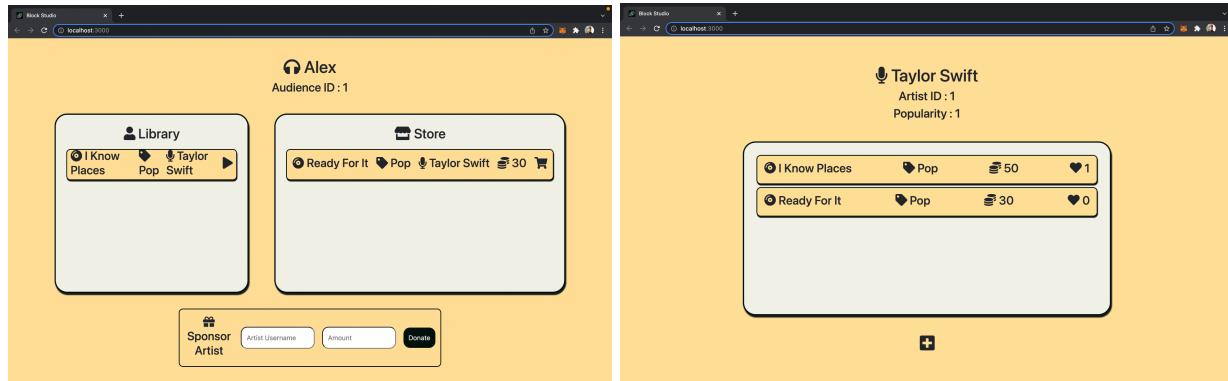 Block Studio
localhost:3000
Alex
Audience ID : 1
Library
I Know Places
Pop
Taylor Swift
Store
Ready For It
Pop
Taylor Swift
30
Sponsor
Artist
Artist Username
Amount
Donate
Block Studio
localhost:3000
Taylor Swift
Artist ID : 1
Popularity : 1
I Know Places
Pop
50
1
Ready For It
Pop
30
0